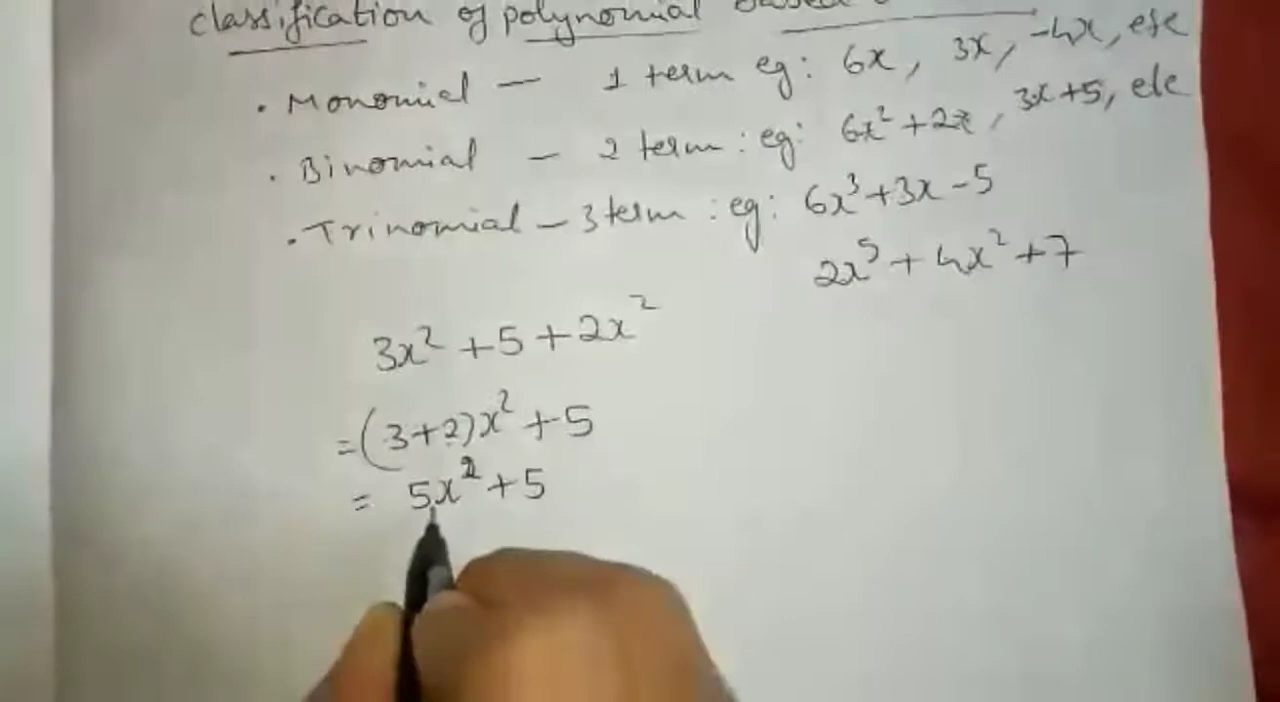 classification of polynomial based
• Monomial — 1 term eg: 6x, 3x, -4x, etc
• Binomial — 2 term: eg: 6x² + 2x, 3x + 5, etc
• Trinomial — 3 term: eg: 6x³ + 3x - 5
2x⁵ + 4x² + 7
3x² + 5 + 2x²
= (3+2)x² + 5
= 5x² + 5